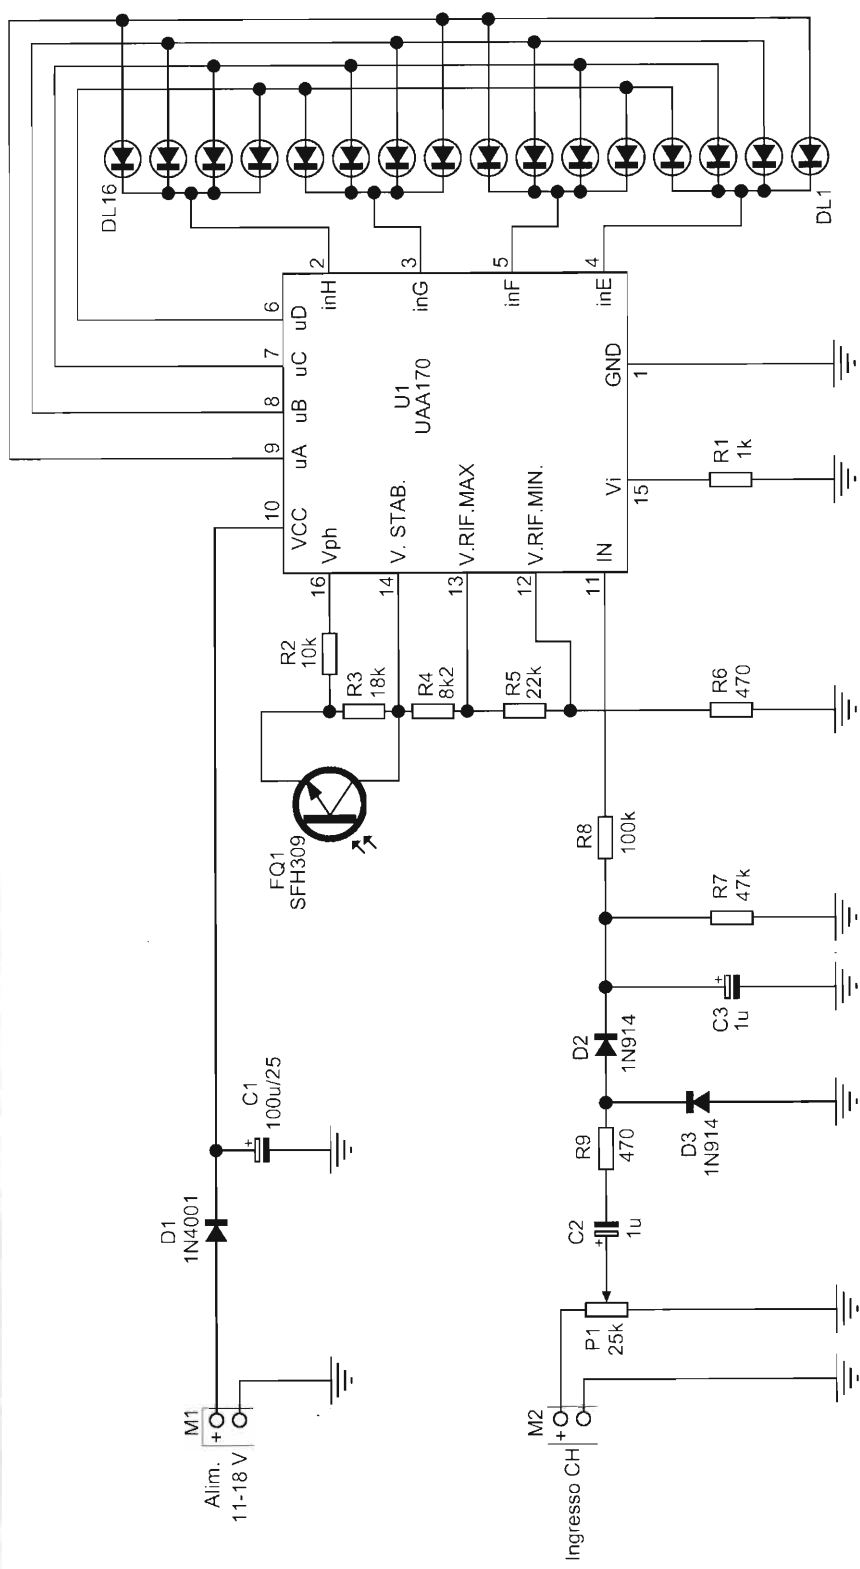 DL16
DL1
2
3
5
4
inH
inG
inF
inE
6
uD
7
uC
8
uB
9
uA
10
VCC
U1
UAA170
GND
1
Vi
15
R1
1k
Vph
16
V. STAB.
14
V.RIF.MAX
13
V.RIF.MIN.
12
IN
11
R2
10k
R3
18k
R4
8k2
R5
22k
R6
470
FQ1
SFH309
R8
100k
R7
47k
C3
1u
+
D2
1N914
D3
1N914
R9
470
C2
1u
+
P1
25k
C1
100u/25
+
D1
1N4001
M1
+
Alim.
11-18 V
M2
+
Ingresso CH